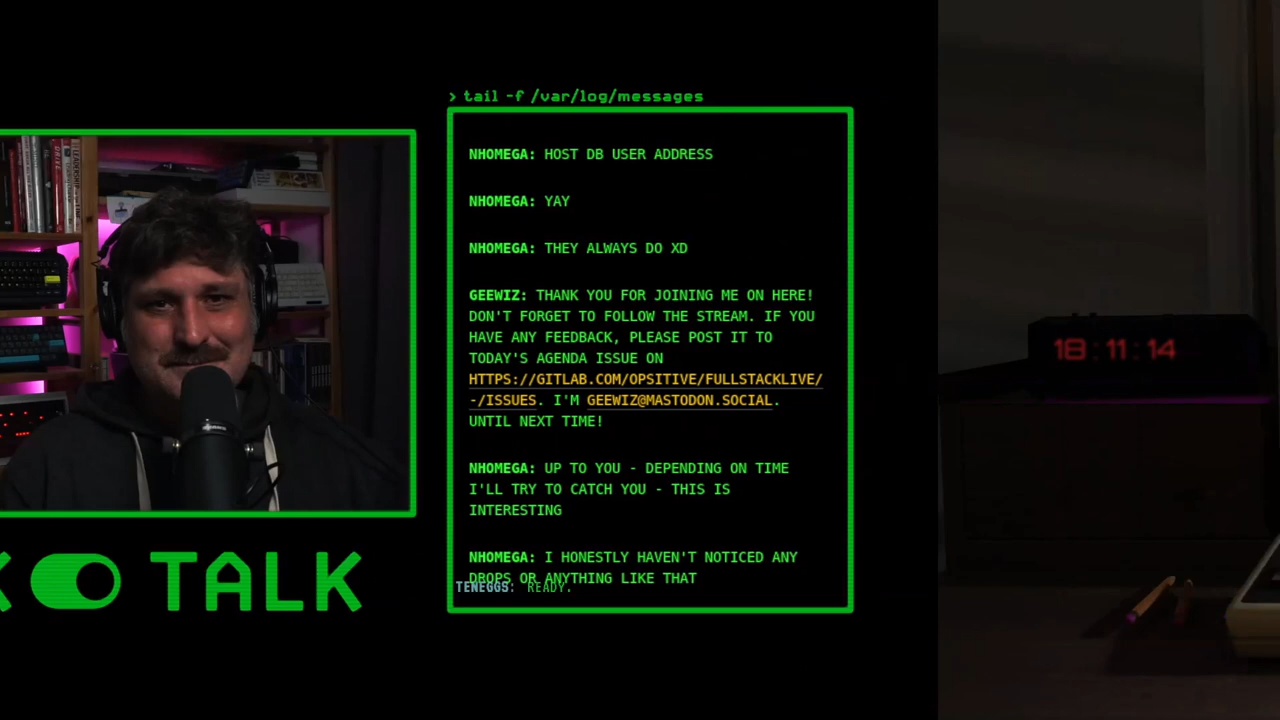 > tail -f /var/log/messages
NHOMEGA: HOST DB USER ADDRESS
NHOMEGA: YAY
NHOMEGA: THEY ALWAYS DO XD
GEEWIZ: THANK YOU FOR JOINING ME ON HERE!
DON'T FORGET TO FOLLOW THE STREAM. IF YOU
HAVE ANY FEEDBACK, PLEASE POST IT TO
TODAY'S AGENDA ISSUE ON
HTTPS://GITLAB.COM/OPSITIVE/FULLSTACKLIVE/
-/ISSUES. I'M GEEWIZ@MASTODON.SOCIAL.
UNTIL NEXT TIME!
NHOMEGA: UP TO YOU - DEPENDING ON TIME
I'LL TRY TO CATCH YOU - THIS IS
INTERESTING
NHOMEGA: I HONESTLY HAVEN'T NOTICED ANY
DROPS OR ANYTHING LIKE THAT
TENEGGS: READY.
TALK
18:11:14